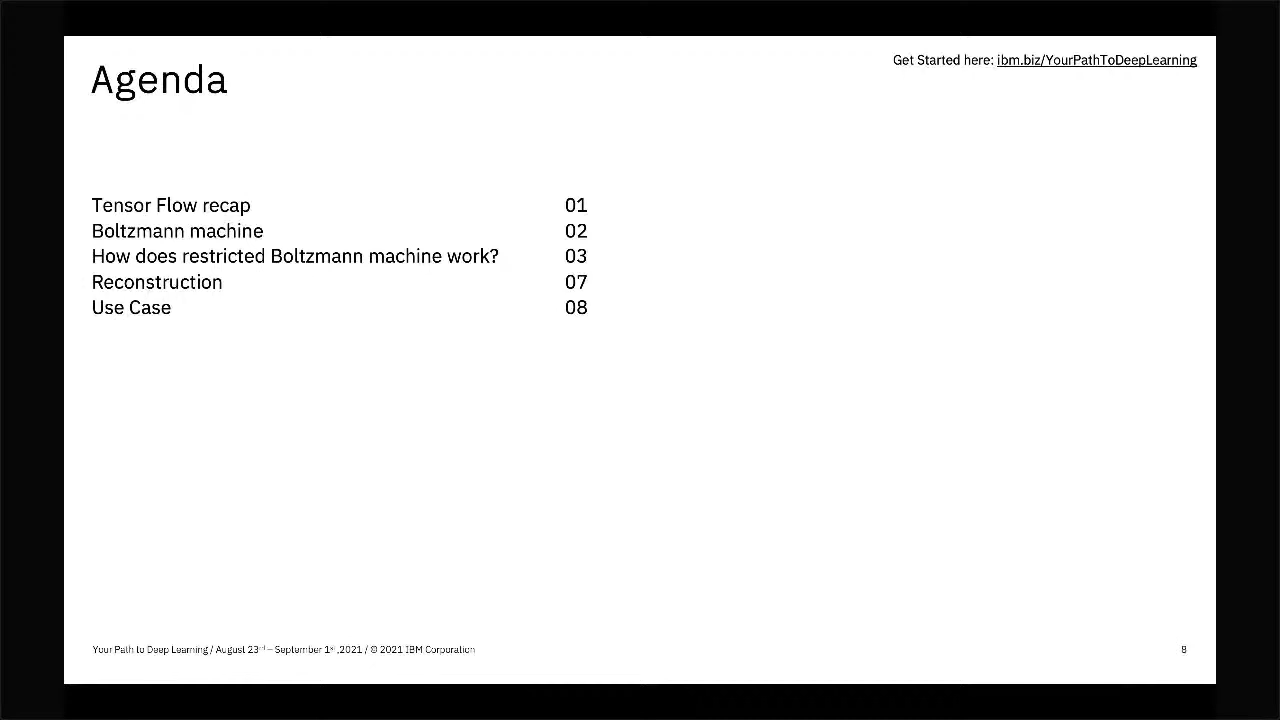 Get Started here: ibm.biz/YourPathToDeepLearning
Agenda
Tensor Flow recap 01
Boltzmann machine 02
How does restricted Boltzmann machine work? 03
Reconstruction 07
Use Case 08
Your Path to Deep Learning / August 23rd – September 1st ,2021 / © 2021 IBM Corporation 8